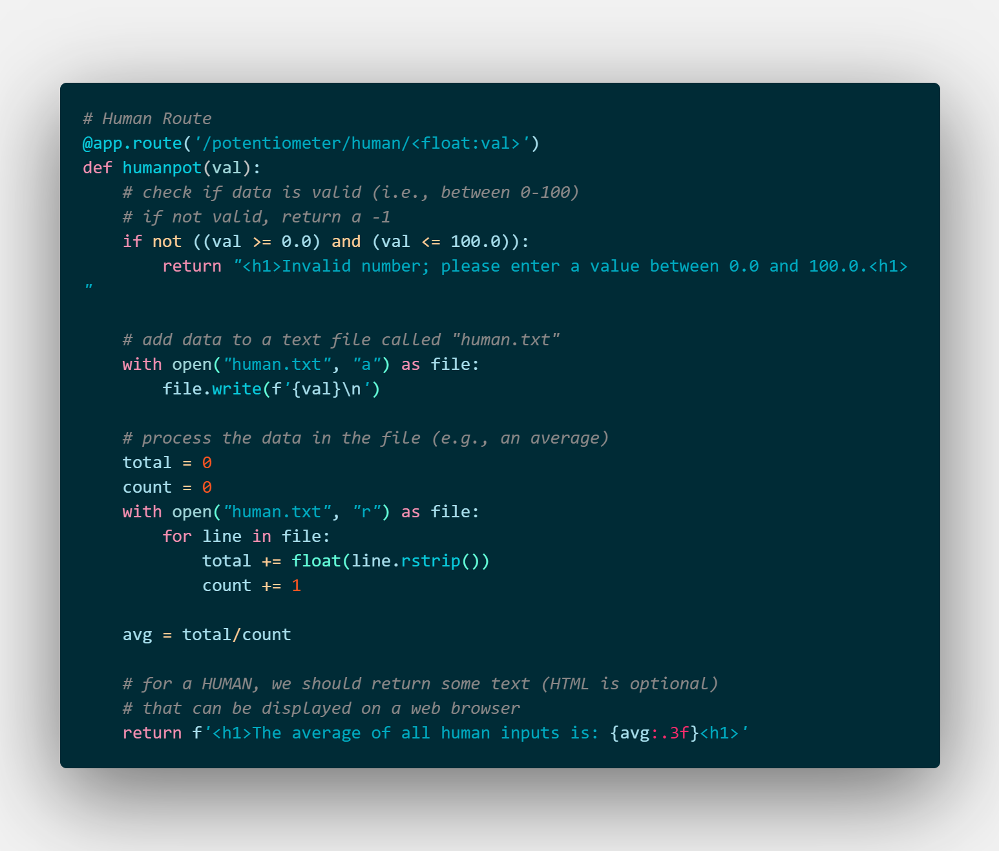 # Human Route
@app.route('/potentiometer/human/<float:val>')
def humanpot(val):
    # check if data is valid (i.e., between 0-100)
    # if not valid, return a -1
    if not ((val >= 0.0) and (val <= 100.0)):
        return "<h1>Invalid number; please enter a value between 0.0 and 100.0.<h1>
"
    # add data to a text file called "human.txt"
    with open("human.txt", "a") as file:
        file.write(f'{val}\n')
    # process the data in the file (e.g., an average)
    total = 0
    count = 0
    with open("human.txt", "r") as file:
        for line in file:
            total += float(line.rstrip())
            count += 1
    avg = total/count
    # for a HUMAN, we should return some text (HTML is optional)
    # that can be displayed on a web browser
    return f'<h1>The average of all human inputs is: {avg:.3f}<h1>'